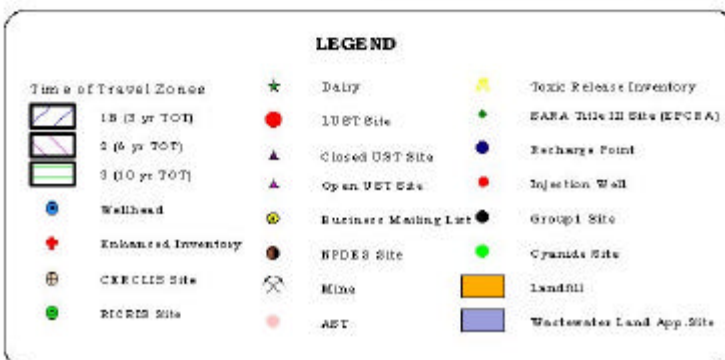 LEGEND
Time of Travel Zones
1B (3 yr TOT)
2 (6 yr TOT)
3 (10 yr TOT)
Wellhead
Enhanced Inventory
CERCLIS Site
RICRIS Site
Dairy
LUST Site
Closed UST Site
Open UST Site
Business Mailing List
NPDES Site
Mine
AST
Toxic Release Inventory
SARA Title III Site (EPCRA)
Recharge Point
Injection Well
Group1 Site
Cyanide Site
Landfill
Wastewater Land App. Site